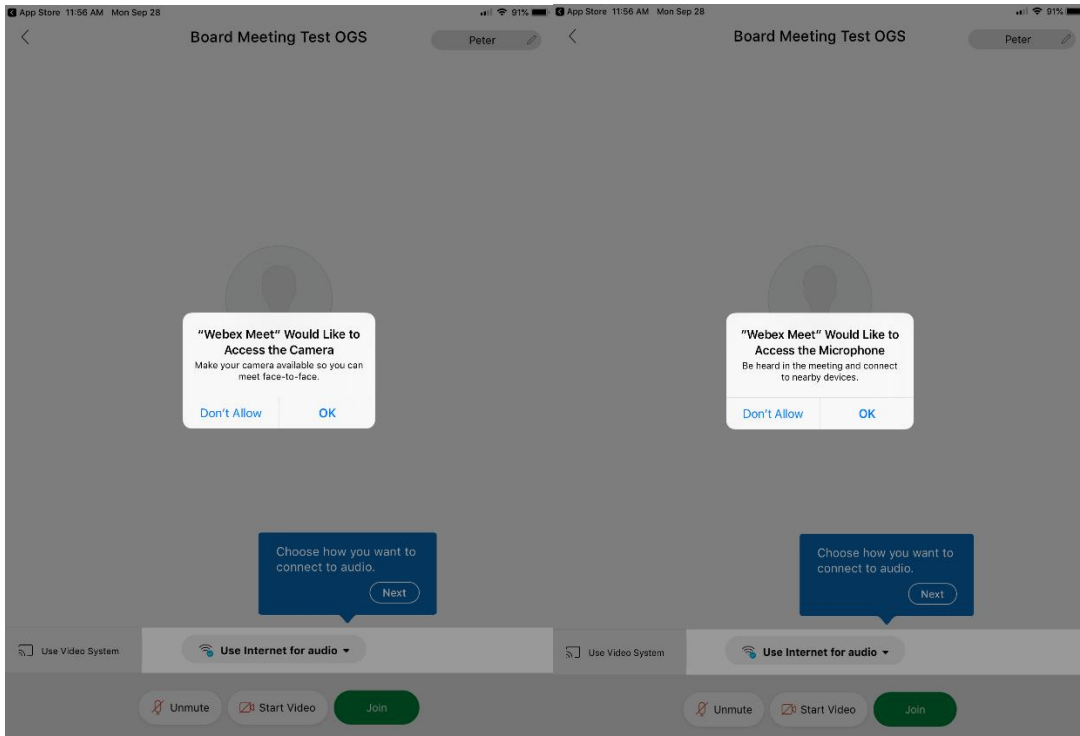 App Store 11:56 AM Mon Sep 28
91%
Board Meeting Test OGS
Peter
"Webex Meet" Would Like to
Access the Camera
Make your camera available so you can
meet face-to-face.
Don't Allow
OK
Choose how you want to
connect to audio.
Next
Use Video System
Use Internet for audio
Unmute
Start Video
Join
App Store 11:56 AM Mon Sep 28
91%
Board Meeting Test OGS
Peter
"Webex Meet" Would Like to
Access the Microphone
Be heard in the meeting and connect
to nearby devices.
Don't Allow
OK
Choose how you want to
connect to audio.
Next
Use Video System
Use Internet for audio
Unmute
Start Video
Join